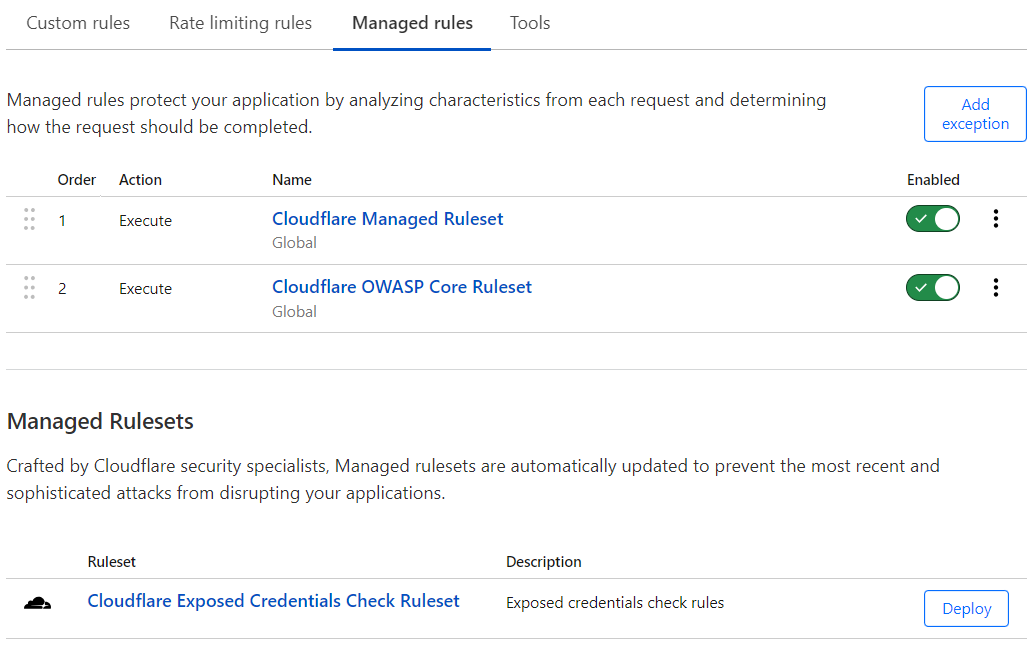 Custom rules Rate limiting rules Managed rules Tools
Managed rules protect your application by analyzing characteristics from each request and determining
how the request should be completed.
Add
exception
Order Action Name Enabled
1 Execute Cloudflare Managed Ruleset
Global
2 Execute Cloudflare OWASP Core Ruleset
Global
Managed Rulesets
Crafted by Cloudflare security specialists, Managed rulesets are automatically updated to prevent the most recent and
sophisticated attacks from disrupting your applications.
Ruleset Description
Cloudflare Exposed Credentials Check Ruleset Exposed credentials check rules Deploy